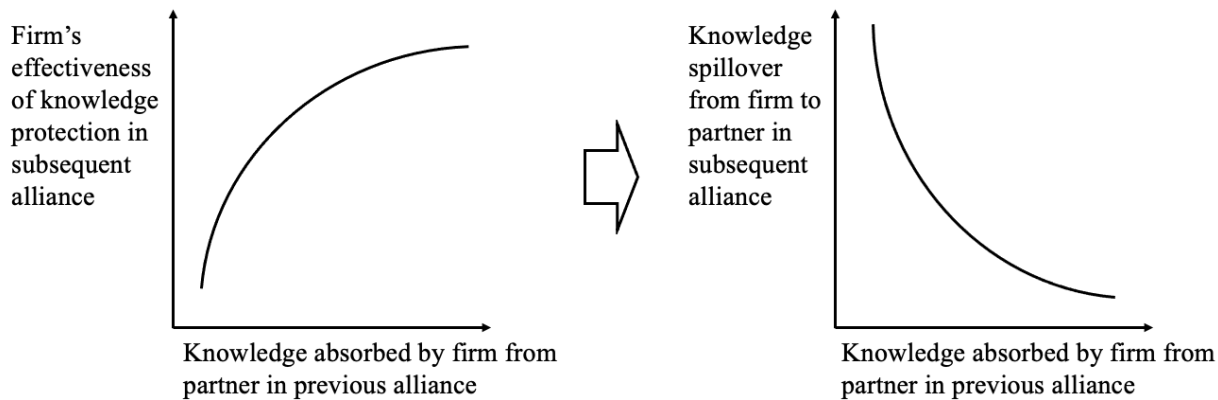 Firm’s
effectiveness
of knowledge
protection in
subsequent
alliance
Knowledge absorbed by firm from
partner in previous alliance
Knowledge
spillover
from firm to
partner in
subsequent
alliance
Knowledge absorbed by firm from
partner in previous alliance